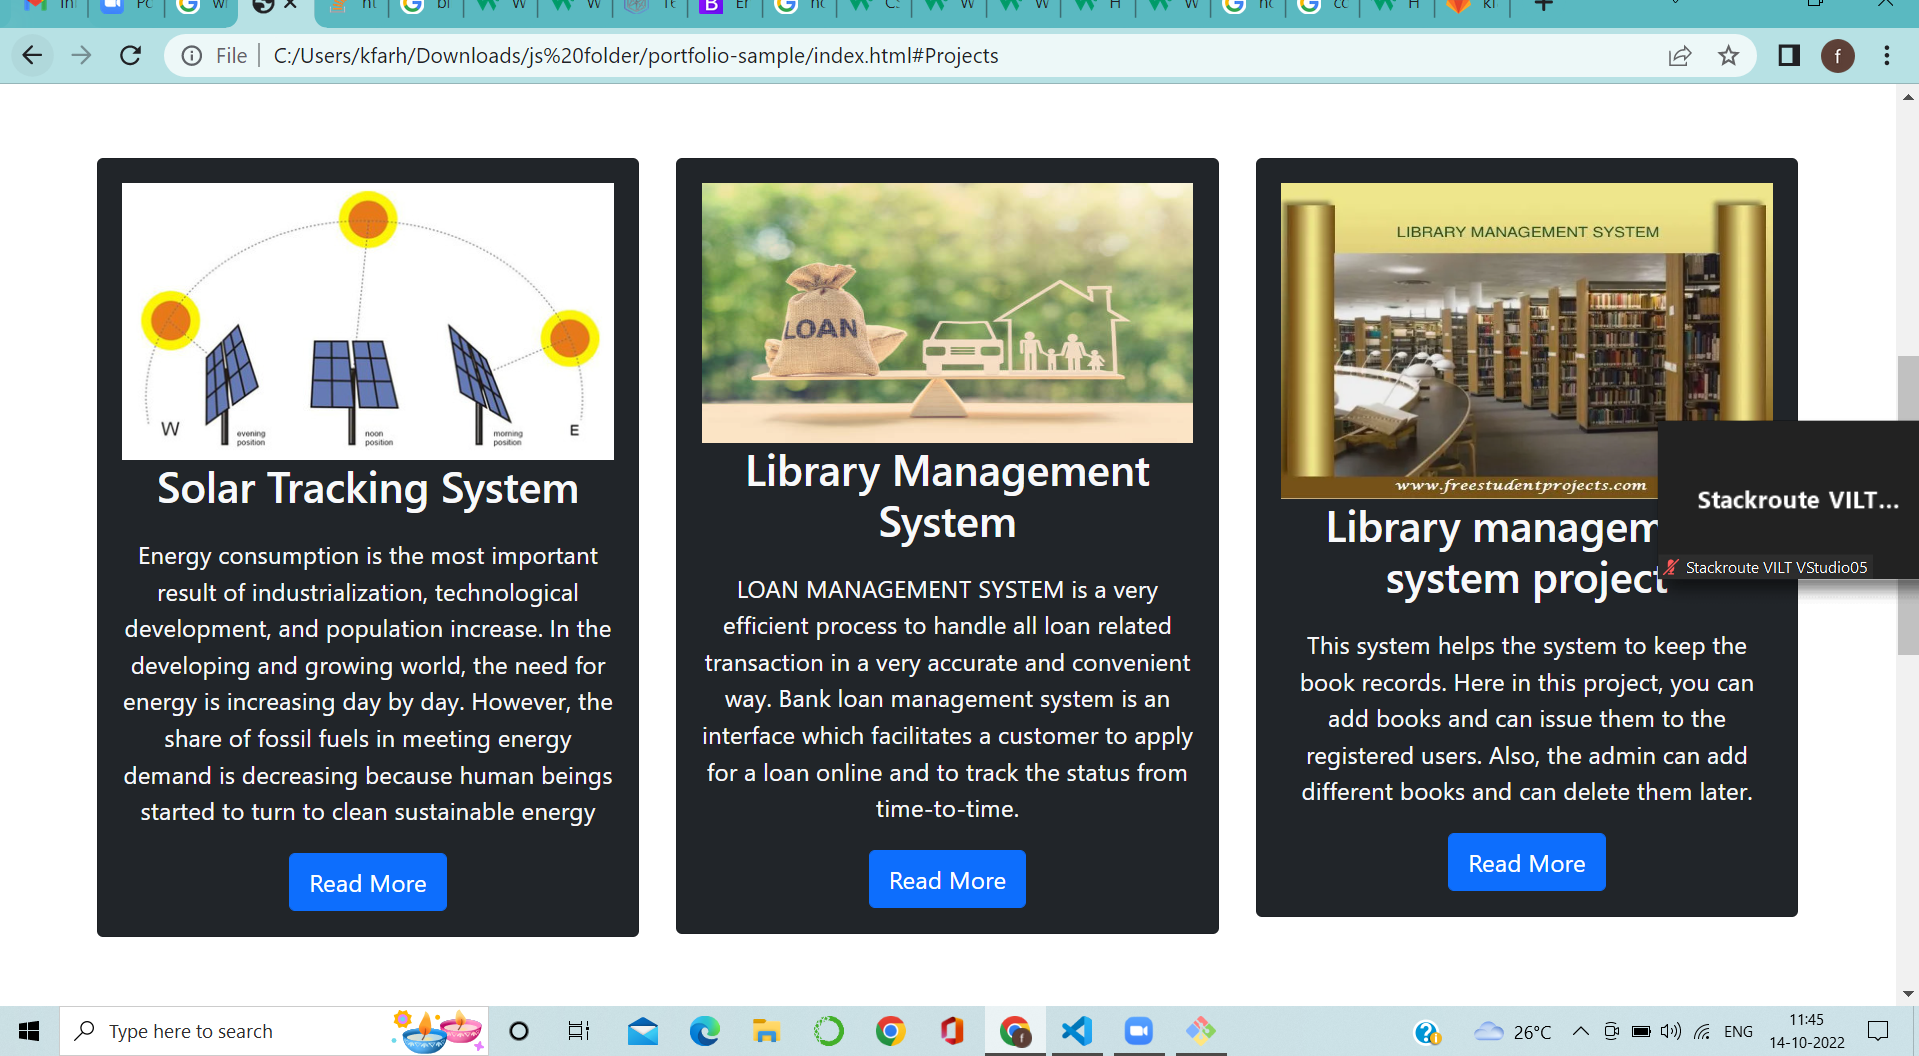 File
C:/Users/kfarh/Downloads/js%20folder/portfolio-sample/index.html#Projects
f
W
evening
position
noon
position
morning
position
E
Solar Tracking System
Energy consumption is the most important
result of industrialization, technological
development, and population increase. In the
developing and growing world, the need for
energy is increasing day by day. However, the
share of fossil fuels in meeting energy
demand is decreasing because human beings
started to turn to clean sustainable energy
Read More
LOAN
Library Management
System
LOAN MANAGEMENT SYSTEM is a very
efficient process to handle all loan related
transaction in a very accurate and convenient
way. Bank loan management system is an
interface which facilitates a customer to apply
for a loan online and to track the status from
time-to-time.
Read More
LIBRARY MANAGEMENT SYSTEM
www.freestudentprojects.com
Library managem
system project
This system helps the system to keep the
book records. Here in this project, you can
add books and can issue them to the
registered users. Also, the admin can add
different books and can delete them later.
Read More
Stackroute VILT...
Stackroute VILT VStudio05
Type here to search
26°C
ENG
11:45
14-10-2022